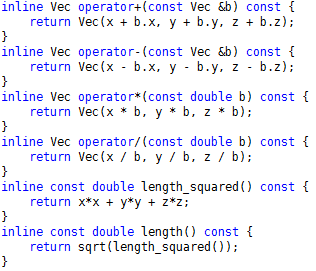 inline Vec operator+(const Vec &b) const {
    return Vec(x + b.x, y + b.y, z + b.z);
}
inline Vec operator-(const Vec &b) const {
    return Vec(x - b.x, y - b.y, z - b.z);
}
inline Vec operator*(const double b) const {
    return Vec(x * b, y * b, z * b);
}
inline Vec operator/(const double b) const {
    return Vec(x / b, y / b, z / b);
}
inline const double length_squared() const {
    return x*x + y*y + z*z;
}
inline const double length() const {
    return sqrt(length_squared());
}